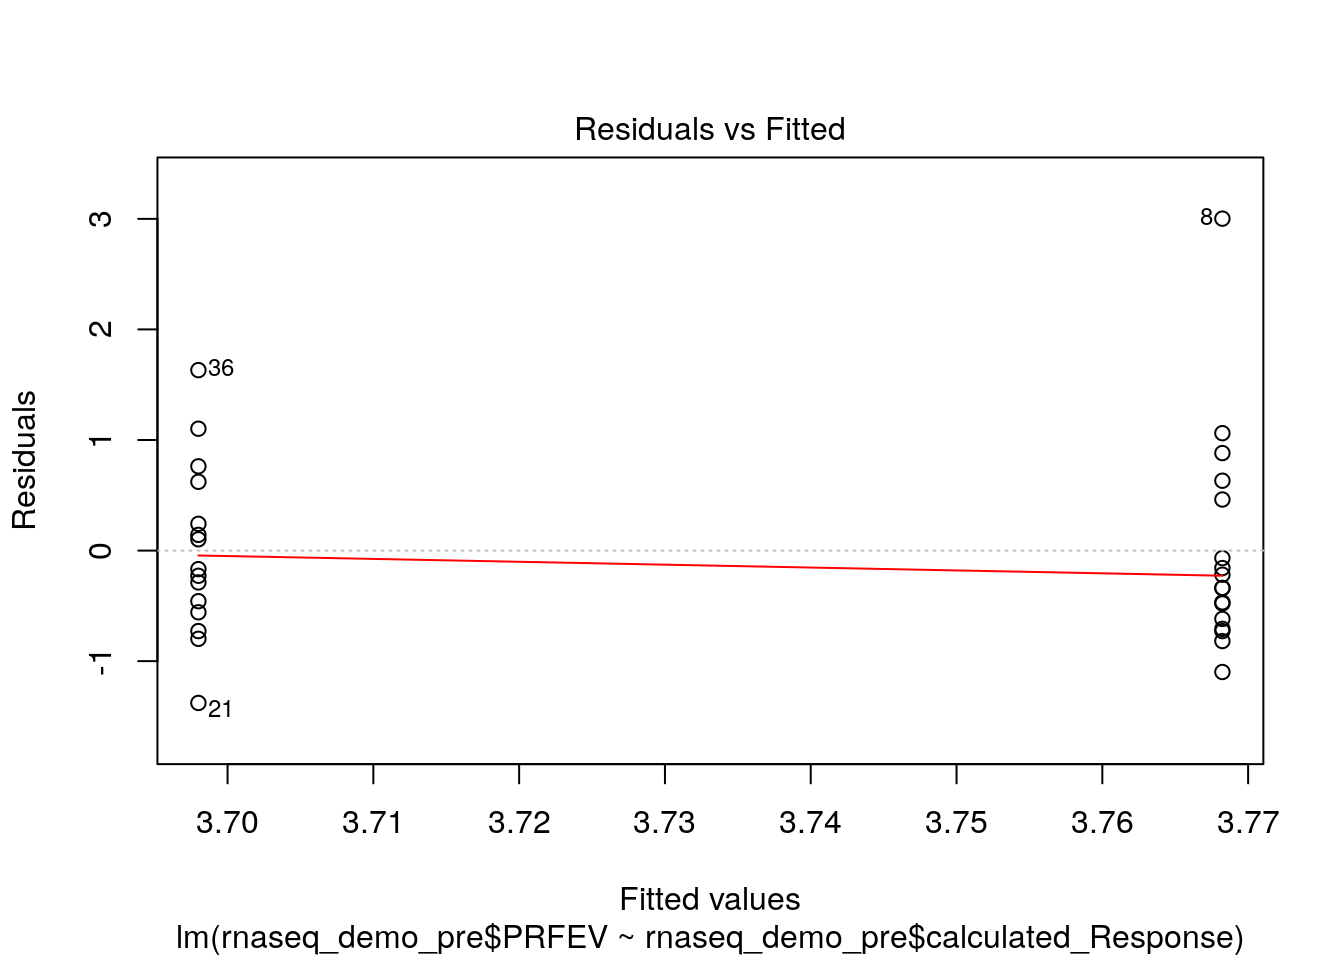 Residuals vs Fitted
Residuals
3
2
1
0
-1
8
36
21
3.70 3.71 3.72 3.73 3.74 3.75 3.76 3.77
Fitted values
lm(rnaseq_demo_pre$PRFEV ~ rnaseq_demo_pre$calculated_Response)